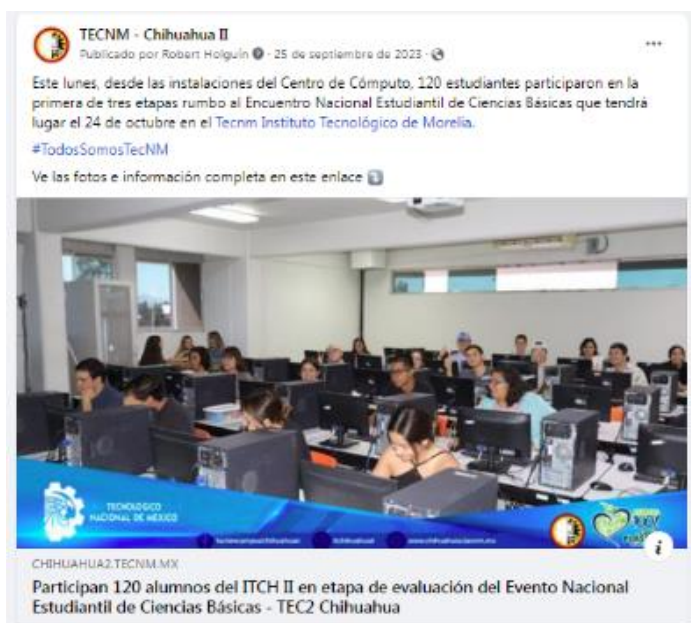 TECNM - Chihuahua II
Publicado por Robert Holguín · 25 de septiembre de 2023 ·
Este lunes, desde las instalaciones del Centro de Cómputo, 120 estudiantes participaron en la
primera de tres etapas rumbo al Encuentro Nacional Estudiantil de Ciencias Básicas que tendrá
lugar el 24 de octubre en el Tecnm Instituto Tecnológico de Morelia.
#TodosSomosTecNM
Ve las fotos e información completa en este enlace
TECNOLÓGICO
NACIONAL DE MÉXICO
CHIHUAHUA2.TECNM.MX
Participan 120 alumnos del ITCH II en etapa de evaluación del Evento Nacional
Estudiantil de Ciencias Básicas - TEC2 Chihuahua